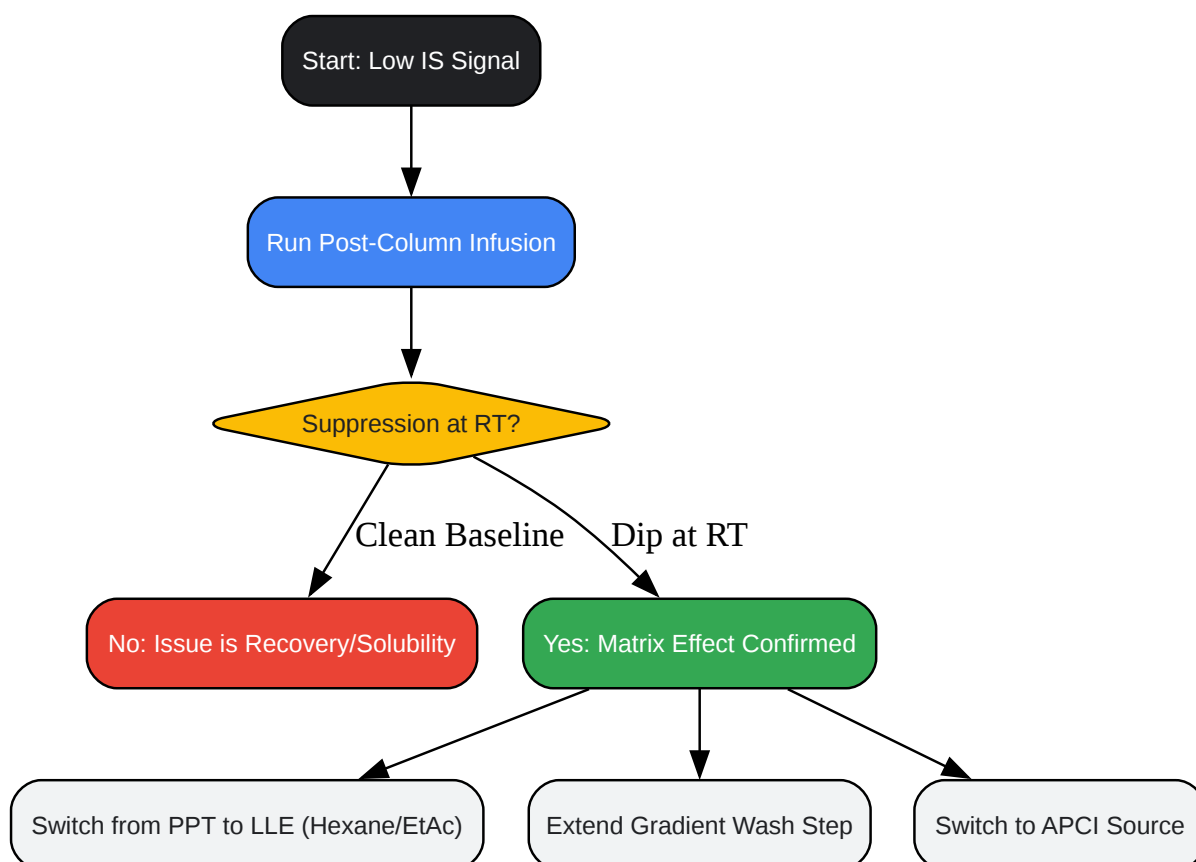 Start: Low IS Signal
Run Post-Column Infusion
Suppression at RT?
Clean Baseline
Dip at RT
No: Issue is Recovery/Solubility
Yes: Matrix Effect Confirmed
Switch from PPT to LLE (Hexane/EtAc)
Extend Gradient Wash Step
Switch to APCI Source